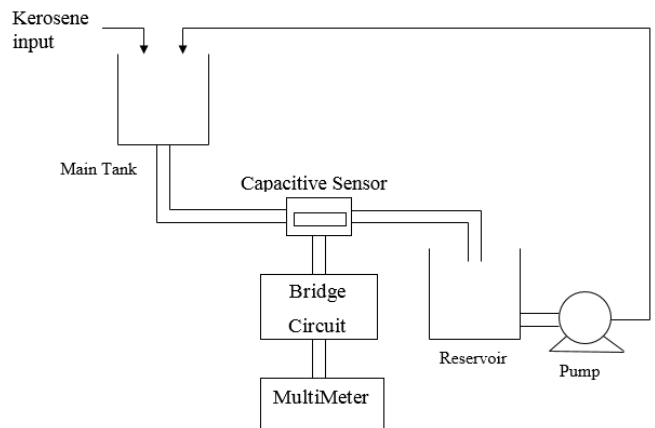 Kerosene
input
Main Tank
Capacitive Sensor
Bridge
Circuit
Reservoir
Pump
MultiMeter